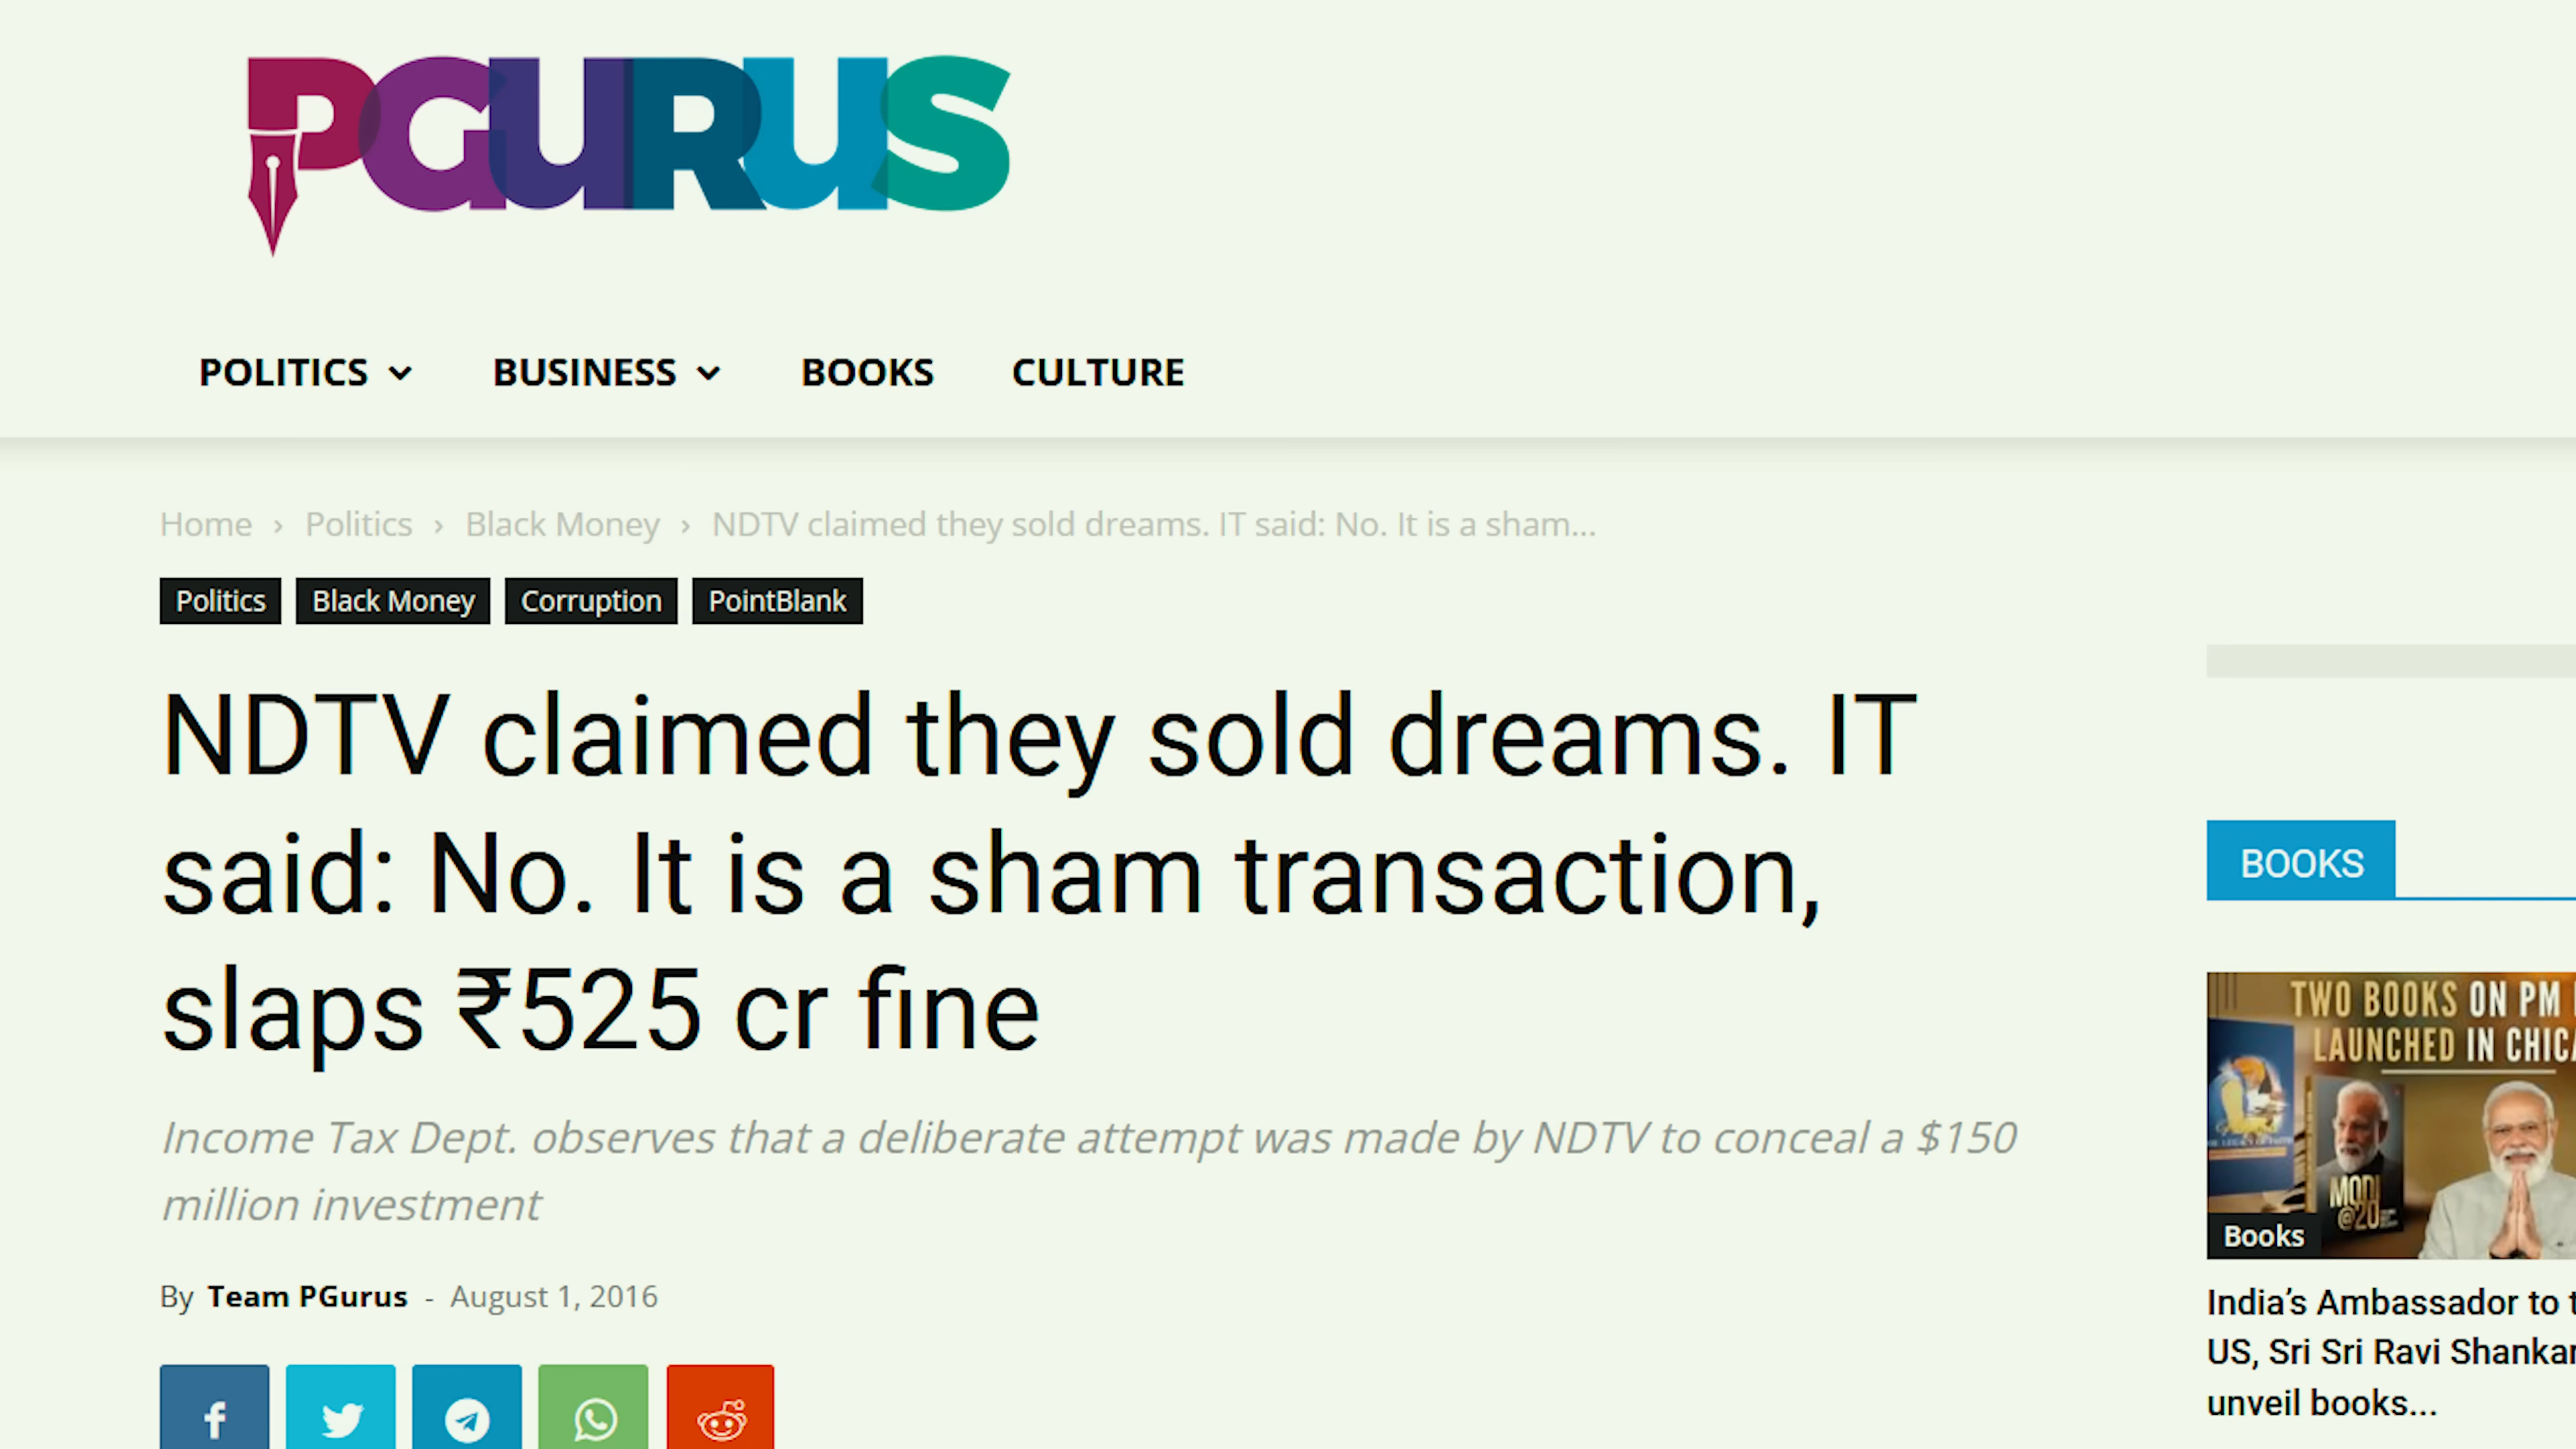 PGURUS
POLITICS
BUSINESS
BOOKS
CULTURE
Home › Politics › Black Money › NDTV claimed they sold dreams. IT said: No. It is a sham...
Politics
Black Money
Corruption
PointBlank
NDTV claimed they sold dreams. IT
said: No. It is a sham transaction,
slaps ₹525 cr fine
Income Tax Dept. observes that a deliberate attempt was made by NDTV to conceal a $150
million investment
By Team PGurus - August 1, 2016
BOOKS
TWO BOOKS ON PM
LAUNCHED IN CHICA
MODI
@20
Books
India's Ambassador to t
US, Sri Sri Ravi Shankar
unveil books...